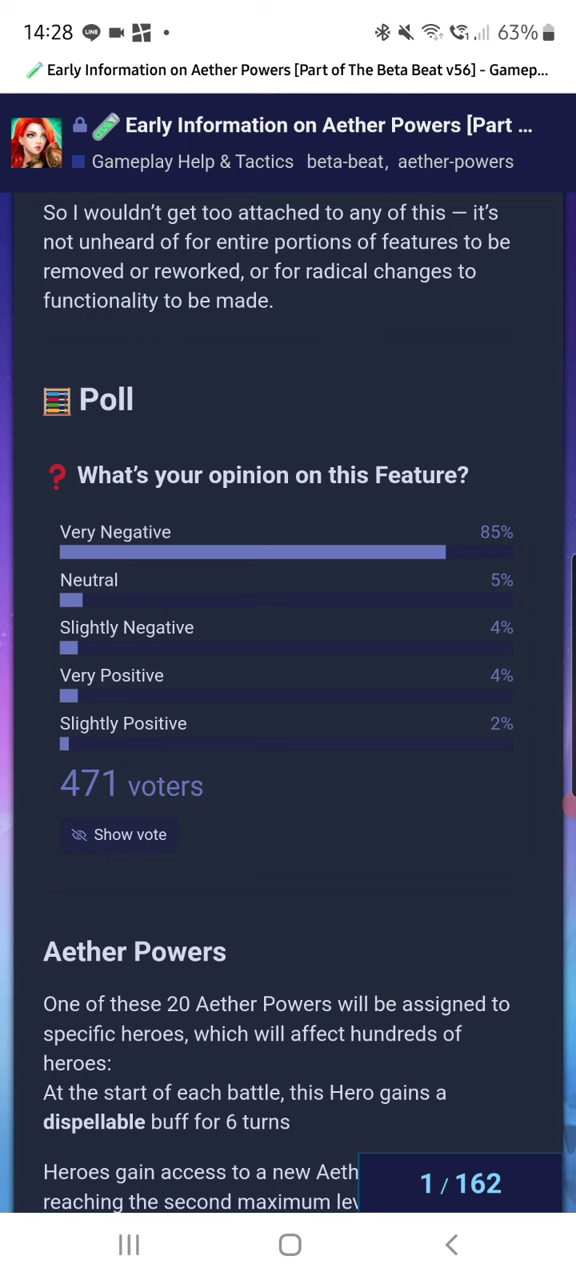 14:28 LINE 63%
Early Information on Aether Powers [Part of The Beta Beat v56] - Gamep...
Early Information on Aether Powers [Part ...
Gameplay Help & Tactics beta-beat, aether-powers
So I wouldn’t get too attached to any of this — it’s
not unheard of for entire portions of features to be
removed or reworked, or for radical changes to
functionality to be made.
Poll
What’s your opinion on this Feature?
Very Negative 85%
Neutral 5%
Slightly Negative 4%
Very Positive 4%
Slightly Positive 2%
471 voters
Show vote
Aether Powers
One of these 20 Aether Powers will be assigned to
specific heroes, which will affect hundreds of
heroes:
At the start of each battle, this Hero gains a
dispellable buff for 6 turns
Heroes gain access to a new Aeth
reaching the second maximum lev
1 / 162